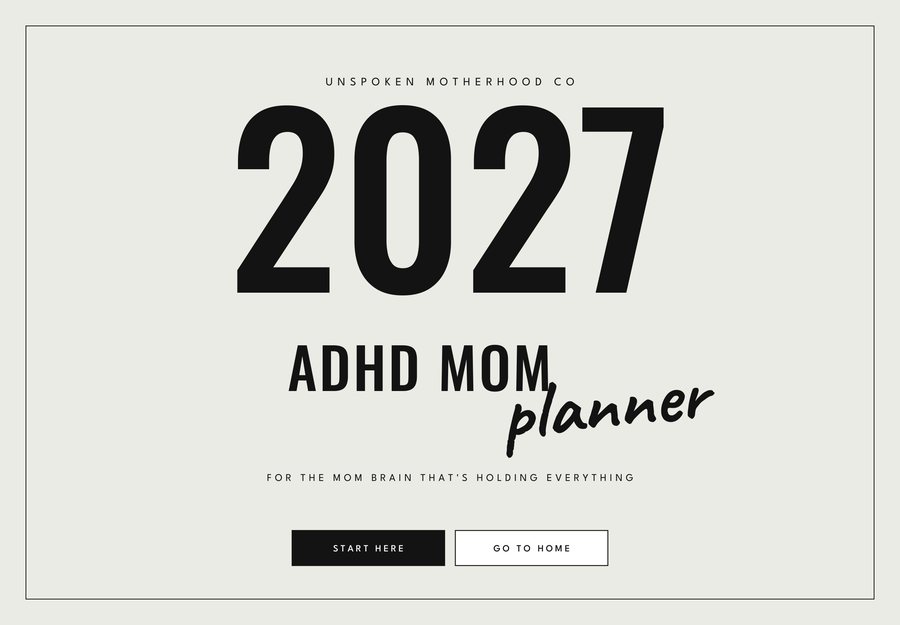 UNSPOKEN MOTHERHOOD CO
2027
ADHD MOM
planner
FOR THE MOM BRAIN THAT'S HOLDING EVERYTHING
START HERE
GO TO HOME